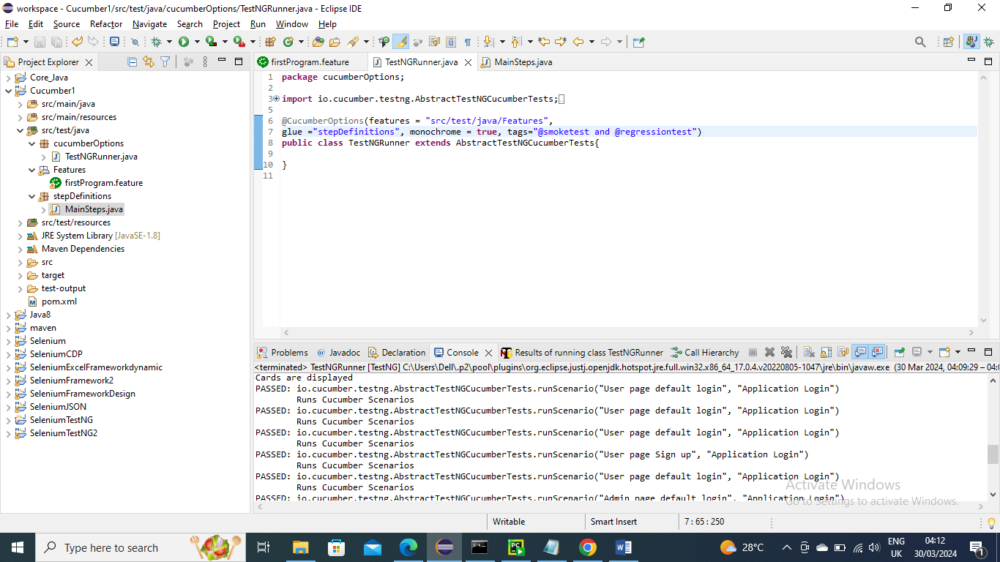 workspace - Cucumber1/src/test/java/cucumberOptions/TestNGRunner.java - Eclipse IDE
File Edit Source Refactor Navigate Search Project Run Window Help
Project Explorer
Core_Java
Cucumber1
src/main/java
src/main/resources
src/test/java
cucumberOptions
TestNGRunner.java
Features
firstProgram.feature
stepDefinitions
MainSteps.java
src/test/resources
JRE System Library [JavaSE-1.8]
Maven Dependencies
src
target
test-output
pom.xml
Java8
maven
Selenium
SeleniumCDP
SeleniumExcelFrameworkdynamic
SeleniumFramework2
SeleniumFrameworkDesign
SeleniumJSON
SeleniumTestNG
SeleniumTestNG2
firstProgram.feature TestNGRunner.java MainSteps.java
1 package cucumberOptions;
2
3 import io.cucumber.testng.AbstractTestNGCucumberTests;
5
6 @CucumberOptions(features = "src/test/java/Features",
7 glue ="stepDefinitions", monochrome = true, tags="@smoketest and @regressiontest")
8 public class TestNGRunner extends AbstractTestNGCucumberTests{
9
10 }
11
Problems @ Javadoc Declaration Console Results of running class TestNGRunner Call Hierarchy
<terminated> TestNGRunner [TestNG] C:\Users\Dell\.p2\pool\plugins\org.eclipse.justj.openjdk.hotspot.jre.full.win32.x86_64_17.0.4.v20220805-1047\jre\bin\javaw.exe (30 Mar 2024, 04:09:29 – 04:
Cards are displayed
PASSED: io.cucumber.testng.AbstractTestNGCucumberTests.runScenario("User page default login", "Application Login")
Runs Cucumber Scenarios
PASSED: io.cucumber.testng.AbstractTestNGCucumberTests.runScenario("User page default login", "Application Login")
Runs Cucumber Scenarios
PASSED: io.cucumber.testng.AbstractTestNGCucumberTests.runScenario("User page default login", "Application Login")
Runs Cucumber Scenarios
PASSED: io.cucumber.testng.AbstractTestNGCucumberTests.runScenario("User page Sign up", "Application Login")
Runs Cucumber Scenarios
PASSED: io.cucumber.testng.AbstractTestNGCucumberTests.runScenario("User page default login", "Application Login")
Runs Cucumber Scenarios
PASSED: io.cucumber.testng.AbstractTestNGCucumberTests.runScenario("Admin page default login", "Application Login")
Activate Windows
Go to Settings to activate Windows.
Writable Smart Insert 7 : 65 : 250
Type here to search
28°C
ENG
UK
04:12
30/03/2024
1